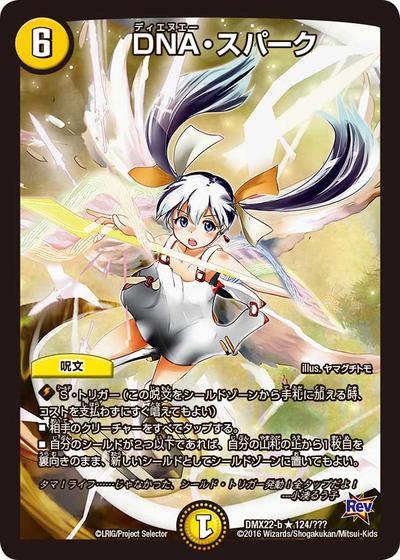 6
ディエヌエー
DNA・スパーク
呪文
illus. ヤマグチトモ
S・トリガー (この呪文をシールドゾーンから手札に加える時、
コストを支払わずにすぐ唱えてもよい)
■相手のクリーチャーをすべてタップする。
■自分のシールドが2つ以下であれば、自分の山札の上から1枚目を
裏向きのまま、新しいシールドとしてシールドゾーンに置いてもよい。
タマ！ライフ……じゃなかった、シールド・トリガー発動！全タップだよ！
―小湊るう子
Rev
1
DMX22-b ★ 124/???
©LRIG/Project Selector
©2016 Wizards/Shogakukan/Mitsui-Kids